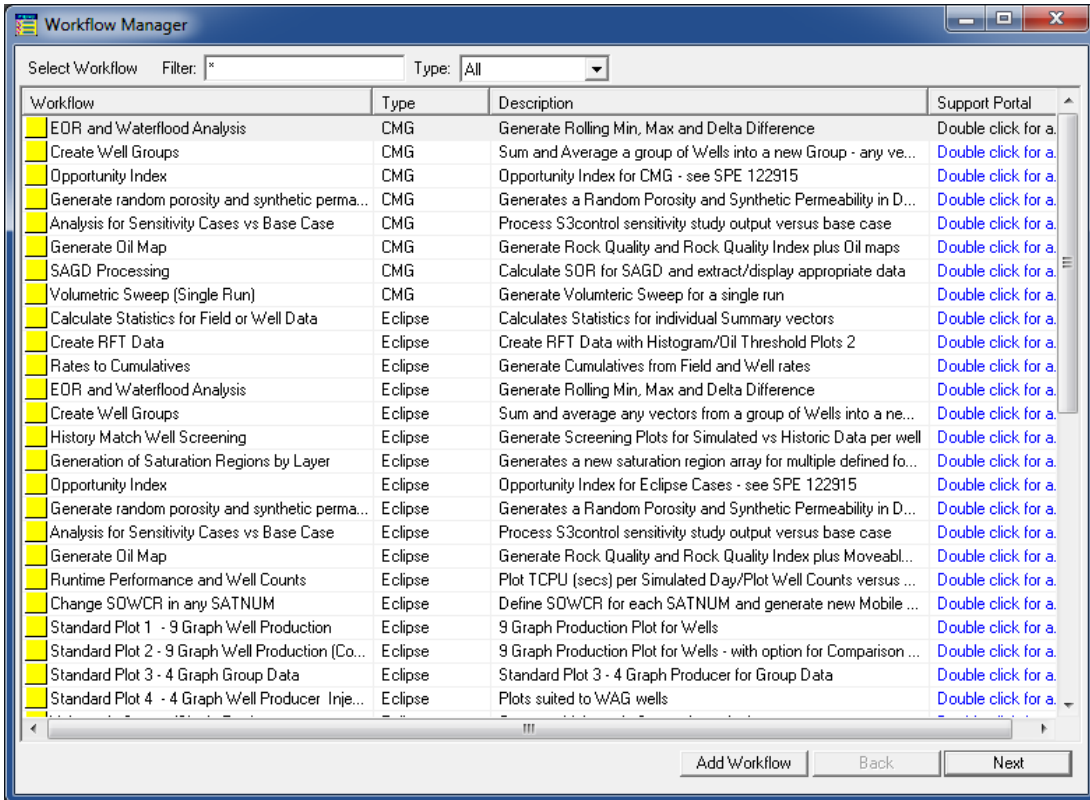 Workflow Manager
Select Workflow Filter: * Type: All
Workflow Type Description Support Portal
EOR and Waterflood Analysis CMG Generate Rolling Min, Max and Delta Difference Double click for a.
Create Well Groups CMG Sum and Average a group of Wells into a new Group - any ve... Double click for a.
Opportunity Index CMG Opportunity Index for CMG - see SPE 122915 Double click for a.
Generate random porosity and synthetic perma... CMG Generates a Random Porosity and Synthetic Permeability in D... Double click for a.
Analysis for Sensitivity Cases vs Base Case CMG Process S3control sensitivity study output versus base case Double click for a.
Generate Oil Map CMG Generate Rock Quality and Rock Quality Index plus Oil maps Double click for a.
SAGD Processing CMG Calculate SOR for SAGD and extract/display appropriate data Double click for a.
Volumetric Sweep (Single Run) CMG Generate Volumteric Sweep for a single run Double click for a.
Calculate Statistics for Field or Well Data Eclipse Calculates Statistics for individual Summary vectors Double click for a.
Create RFT Data Eclipse Create RFT Data with Histogram/Oil Threshold Plots 2 Double click for a.
Rates to Cumulatives Eclipse Generate Cumulatives from Field and Well rates Double click for a.
EOR and Waterflood Analysis Eclipse Generate Rolling Min, Max and Delta Difference Double click for a.
Create Well Groups Eclipse Sum and average any vectors from a group of Wells into a ne... Double click for a.
History Match Well Screening Eclipse Generate Screening Plots for Simulated vs Historic Data per well Double click for a.
Generation of Saturation Regions by Layer Eclipse Generates a new saturation region array for multiple defined fo... Double click for a.
Opportunity Index Eclipse Opportunity Index for Eclipse Cases - see SPE 122915 Double click for a.
Generate random porosity and synthetic perma... Eclipse Generates a Random Porosity and Synthetic Permeability in D... Double click for a.
Analysis for Sensitivity Cases vs Base Case Eclipse Process S3control sensitivity study output versus base case Double click for a.
Generate Oil Map Eclipse Generate Rock Quality and Rock Quality Index plus Moveabl... Double click for a.
Runtime Performance and Well Counts Eclipse Plot TCPU (secs) per Simulated Day/Plot Well Counts versus ... Double click for a.
Change SOWCR in any SATNUM Eclipse Define SOWCR for each SATNUM and generate new Mobile ... Double click for a.
Standard Plot 1 - 9 Graph Well Production Eclipse 9 Graph Production Plot for Wells Double click for a.
Standard Plot 2 - 9 Graph Well Production (Co... Eclipse 9 Graph Production Plot for Wells - with option for Comparison ... Double click for a.
Standard Plot 3 - 4 Graph Group Data Eclipse Standard Plot 3 - 4 Graph Producer for Group Data Double click for a.
Standard Plot 4 - 4 Graph Well Producer Inje... Eclipse Plots suited to WAG wells Double click for a.
Add Workflow Back Next